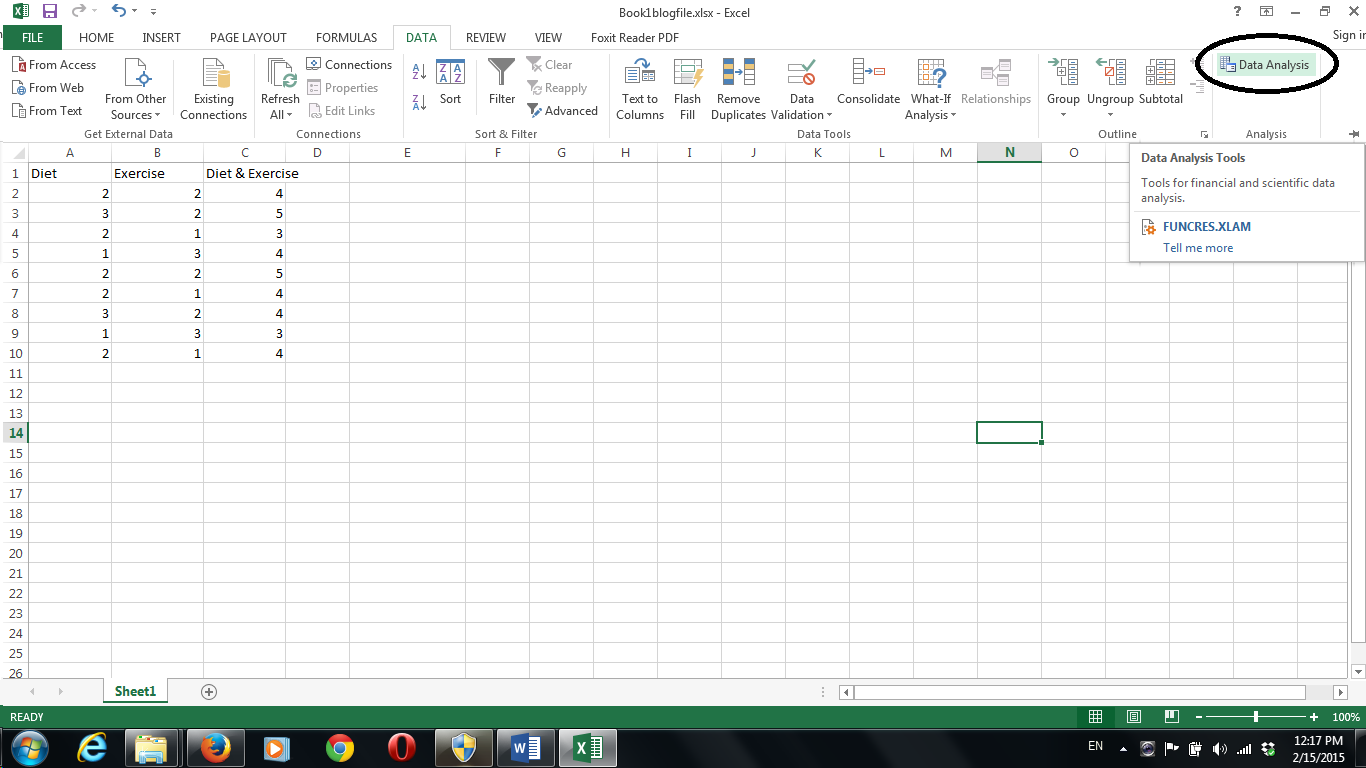 Book1blogfile.xlsx - Excel
?
FILE HOME INSERT PAGE LAYOUT FORMULAS DATA REVIEW VIEW Foxit Reader PDF Sign in
From Access
From Web
From Text
From Other
Sources
Existing
Connections
Get External Data
Refresh
All
Connections
Properties
Edit Links
Connections
A
Z
Z
A
Z A
A Z
Sort
Filter
Clear
Reapply
Advanced
Sort & Filter
Text to
Columns
Flash
Fill
Remove
Duplicates
Data
Validation
Consolidate
What-If
Analysis
Relationships
Data Tools
Group
Ungroup
Subtotal
Outline
Data Analysis
Analysis
Data Analysis Tools
Tools for financial and scientific data
analysis.
FUNCRES.XLAM
Tell me more
A B C D E F G H I J K L M N O
1 Diet Exercise Diet & Exercise
2 2 2 4
3 3 2 5
4 2 1 3
5 1 3 4
6 2 2 5
7 2 1 4
8 3 2 4
9 1 3 3
10 2 1 4
11
12
13
14
15
16
17
18
19
20
21
22
23
24
25
26
Sheet1
READY 100%
EN
12:17 PM
2/15/2015